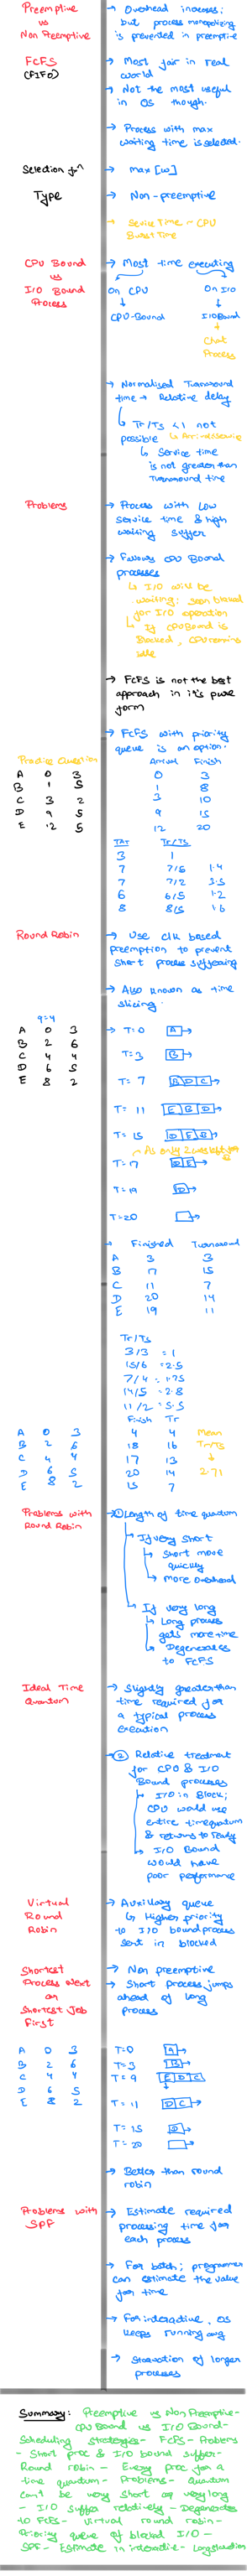 Preemptive
vs
Non Preemptive
→ Overhead increases;
but process monopolizing
is prevented in preemptive
FCFS
(FIFO)
→ Most fair in real
world
→ Not the most useful
in OS though.
→ Process with max
waiting time is selected.
Selection fn
→ max [w]
Type
→ Non-preemptive
→ Service Time ~ CPU
Burst Time
CPU Bound
vs
I/O Bound
Process
→ Most time executing
On CPU
↓
CPU-Bound
On I/O
↓
I/O Bound
Chat
Process
→ Normalised Turnaround
time → Relative delay
↳ Tr/Ts < 1 not
possible
↳ Service time
is not greater than
Turnaround time
Problems
→ Process with low
service time & high
waiting suffer
→ Favours CPU Bound
processes
↳ I/O will be
waiting; soon blocked
for I/O operation
↳ If CPU Bound is
Blocked, CPU remains
idle
→ FCFS is not the best
approach in it's pure
form
→ FCFS with priority
queue is an option.
Practice Question
A 0 3
B 1 5
C 3 2
D 9 5
E 12 5
Arrival Finish
0 3
1 8
3 10
9 15
12 20
TAT Tr/Ts
3 1
7 7/5 1.4
7 7/2 3.5
6 6/5 1.2
8 8/5 1.6
Round Robin
→ Use clk based
preemption to prevent
short process suffering
→ Also known as time
slicing.
q=4
A 0 3
B 2 6
C 4 4
D 6 5
E 8 2
→ T=0 A →
T=3 B →
T= 7 B D C →
T= 11 E B D →
T= 15 D E B →
T=17 D E →
T=19 D →
T=20
→ Finished Turnaround
A 3 3
B 17 15
C 11 7
D 20 14
E 19 11
Tr/Ts
3/3 = 1
15/6 = 2.5
7/4 = 1.75
14/5 = 2.8
11/2 = 5.5
A 0 3
B 2 6
C 4 4
D 6 5
E 8 2
Finish Tr
4 4
18 16
17 13
20 14
15 7
Mean
Tr/Ts
↓
2.71
Problems with
Round Robin
→ ① Length of time quantum
→ If very short
↳ Short move
quickly
↳ more overhead
→ If very long
↳ Long process
gets more time
↳ Degenerates
to FCFS
Ideal Time
Quantum
→ Slightly greater than
time required for
a typical process
execution
→ ② Relative treatment
for CPU & I/O
Bound processes
→ I/O in Block;
CPU would use
entire time quantum
& returns to ready
↳ I/O Bound
would have
poor performance
Virtual
Round
Robin
→ Auxillary queue
↳ Higher priority
to I/O bound process
sent in blocked
Shortest
Process Next
or
Shortest Job
First
→ Non preemptive
→ Short process jumps
ahead of long
process
A 0 3
B 2 6
C 4 4
D 6 5
E 8 2
T=0 A →
T=3 B →
T= 9 E D C →
T= 11 D C →
T= 15 D →
T= 20
→ Better than round
robin
Problems with
SPF
→ Estimate required
processing time for
each process
→ For batch; programmer
can estimate the value
for time
→ For interactive, OS
keeps running avg
→ Starvation of longer
processes
Summary: Preemptive vs Non Preemptive -
CPU Bound vs I/O Bound -
Scheduling strategies - FCFS - Problems
- Short proc & I/O bound suffer -
Round robin - Every proc for a
time quantum - Problems - Quantum
can't be very short or very long
- I/O suffer relatively - Degenerates
to FCFS - Virtual round robin -
Priority queue of blocked I/O -
SPF - Estimate in interactive -